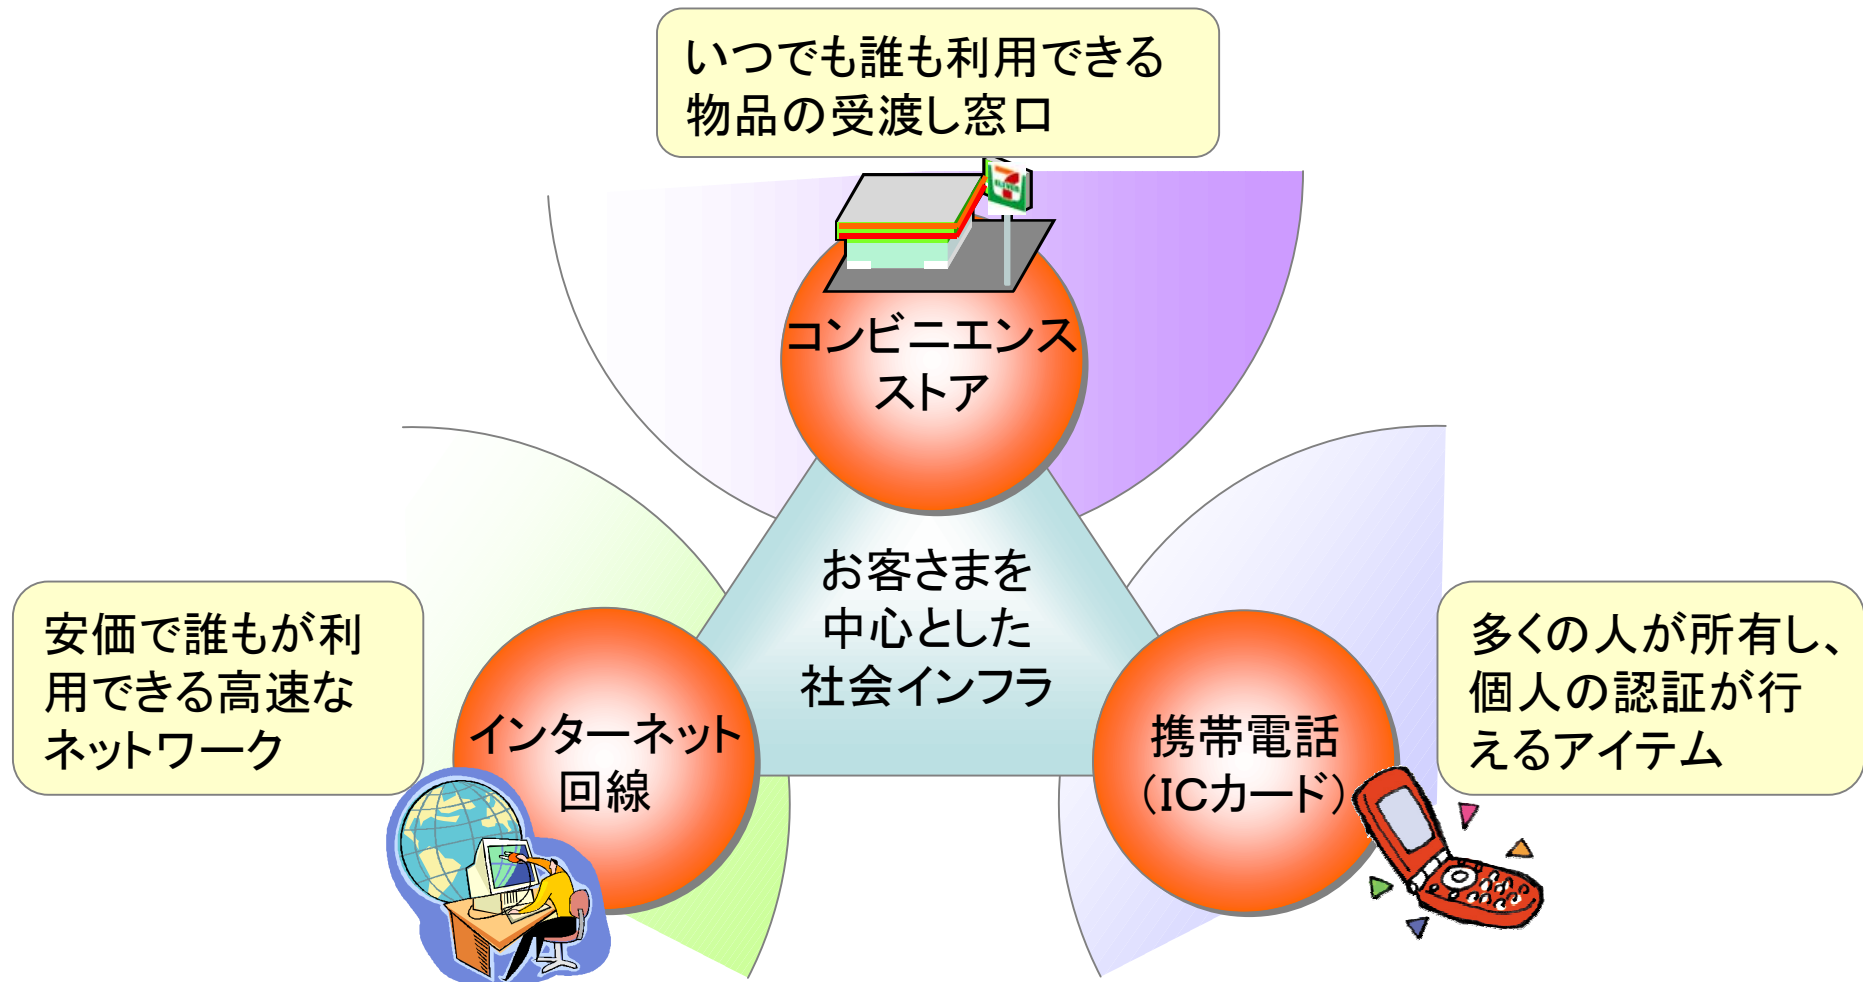 いつでも誰も利用できる
物品の受渡し窓口
コンビニエンス
ストア
お客さまを
中心とした
社会インフラ
安価で誰もが利
用できる高速な
ネットワーク
インターネット
回線
携帯電話
（ICカード）
多くの人が所有し、
個人の認証が行
えるアイテム